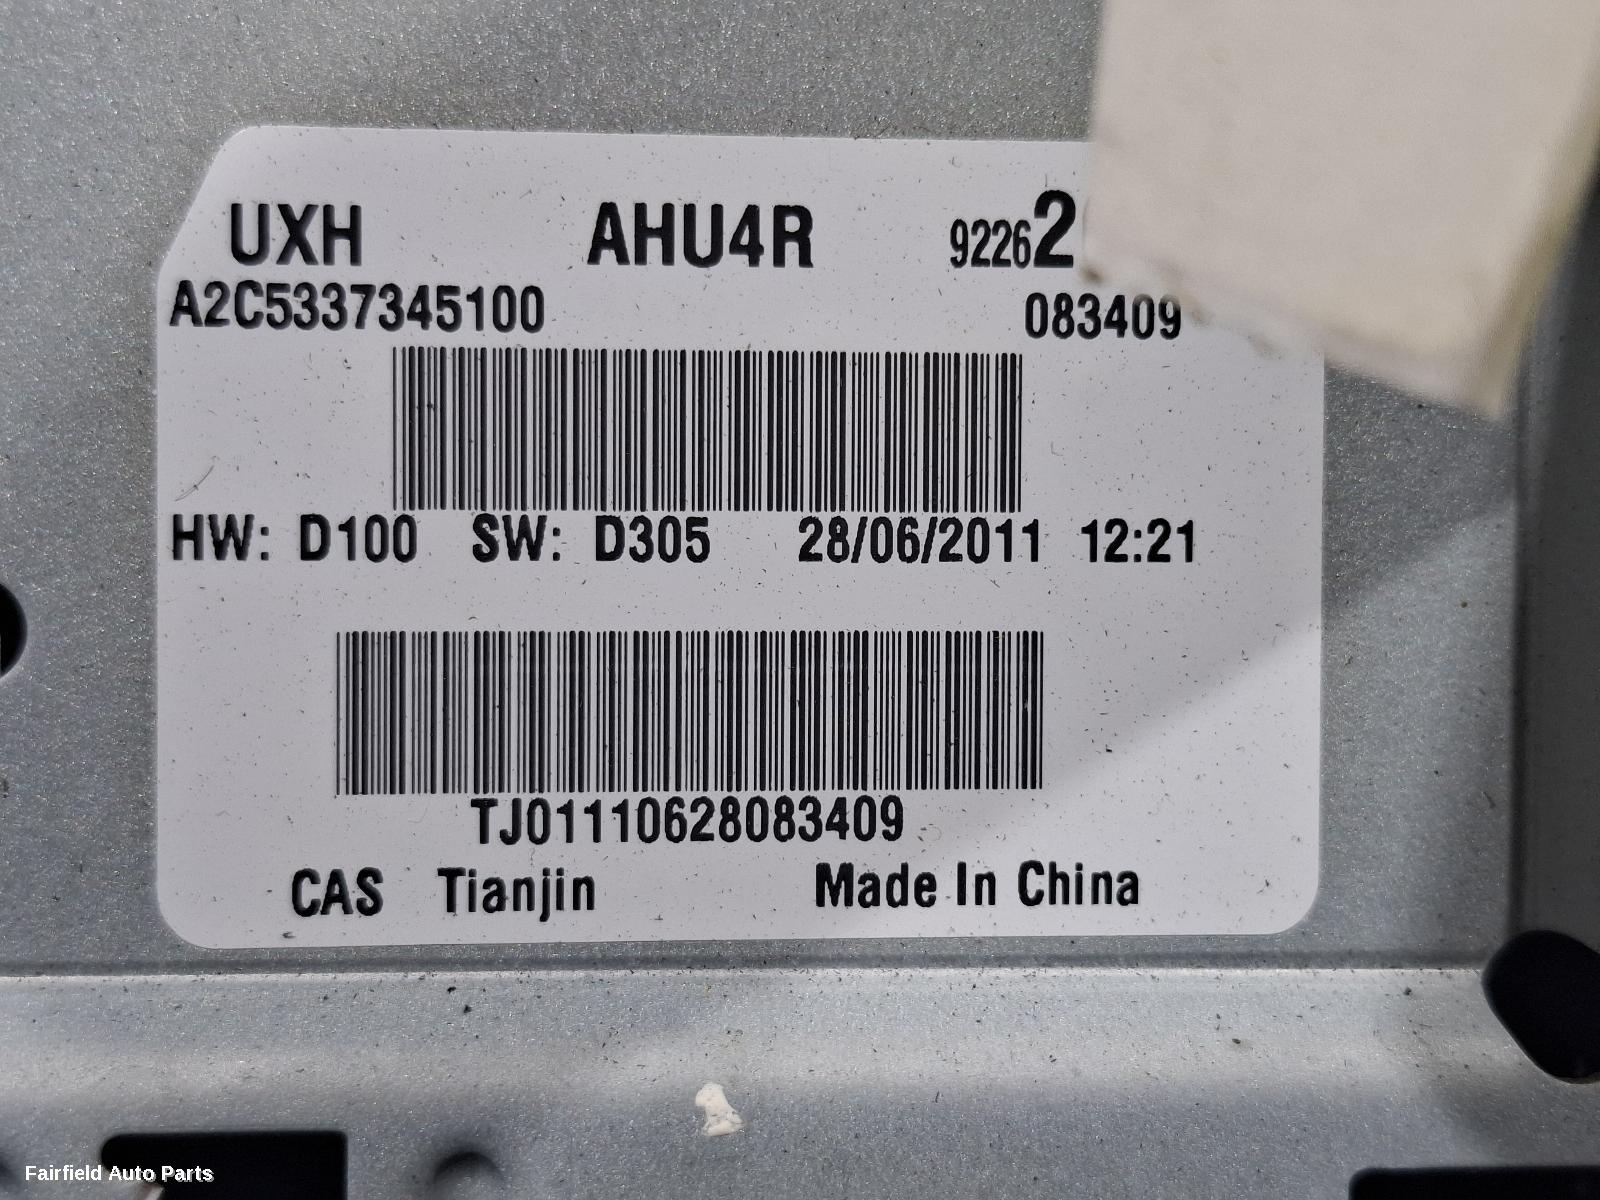 UXH AHU4R 92262
A2C5337345100 083409
HW: D100 SW: D305 28/06/2011 12:21
TJ01110628083409
CAS Tianjin Made In China
Fairfield Auto Parts